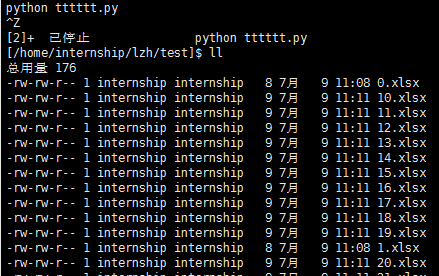 python tttttt.py
^Z
[2]+  已停止               python tttttt.py
[/home/internship/lzh/test]$ ll
总用量 176
-rw-rw-r-- 1 internship internship   8 7月   9 11:08 0.xlsx
-rw-rw-r-- 1 internship internship   9 7月   9 11:11 10.xlsx
-rw-rw-r-- 1 internship internship   9 7月   9 11:11 11.xlsx
-rw-rw-r-- 1 internship internship   9 7月   9 11:11 12.xlsx
-rw-rw-r-- 1 internship internship   9 7月   9 11:11 13.xlsx
-rw-rw-r-- 1 internship internship   9 7月   9 11:11 14.xlsx
-rw-rw-r-- 1 internship internship   9 7月   9 11:11 15.xlsx
-rw-rw-r-- 1 internship internship   9 7月   9 11:11 16.xlsx
-rw-rw-r-- 1 internship internship   9 7月   9 11:11 17.xlsx
-rw-rw-r-- 1 internship internship   9 7月   9 11:11 18.xlsx
-rw-rw-r-- 1 internship internship   9 7月   9 11:11 19.xlsx
-rw-rw-r-- 1 internship internship   8 7月   9 11:08 1.xlsx
-rw-rw-r-- 1 internship internship   9 7月   9 11:11 20.xlsx